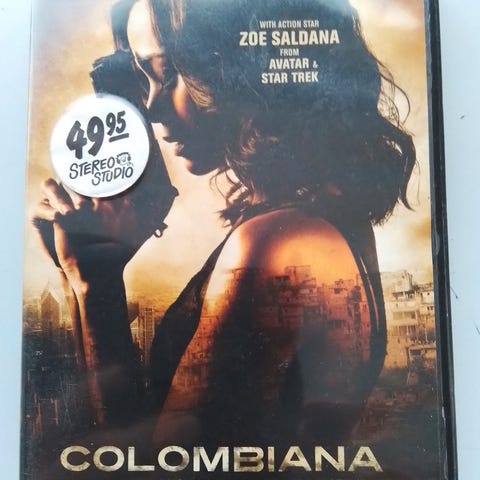 WITH ACTION STAR
ZOE SALDANA
FROM
AVATAR &
STAR TREK
49 95
STEREO
STUDIO
COLOMBIANA